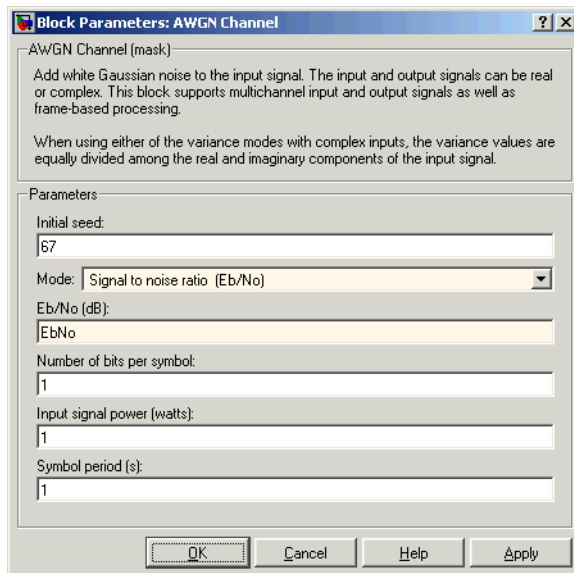 Block Parameters: AWGN Channel
AWGN Channel (mask)
Add white Gaussian noise to the input signal. The input and output signals can be real
or complex. This block supports multichannel input and output signals as well as
frame-based processing.
When using either of the variance modes with complex inputs, the variance values are
equally divided among the real and imaginary components of the input signal.
Parameters
Initial seed:
67
Mode: Signal to noise ratio (Eb/No)
Eb/No (dB):
EbNo
Number of bits per symbol:
1
Input signal power (watts):
1
Symbol period (s):
1
OK Cancel Help Apply